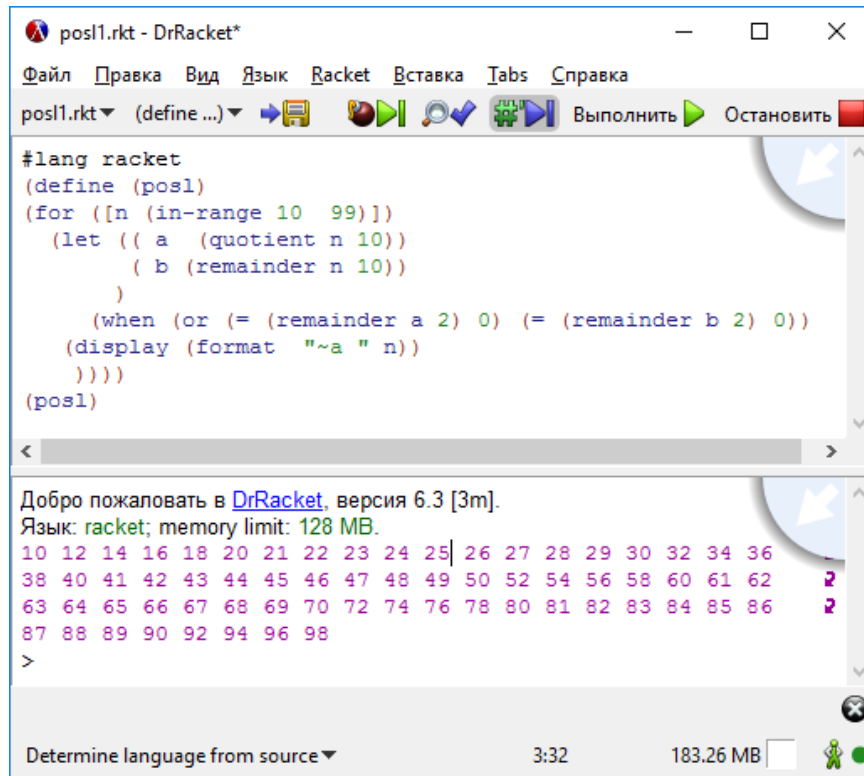 posl1.rkt - DrRacket*
Файл Правка Вид Язык Racket Вставка Tabs Справка
posl1.rkt (define ...) Выполнить Остановить
#lang racket
(define (posl)
(for ([n (in-range 10  99)])
  (let (( a  (quotient n 10))
        ( b (remainder n 10))
       )
     (when (or (= (remainder a 2) 0) (= (remainder b 2) 0))
   (display (format  "~a " n))
    ))))
(posl)
Добро пожаловать в DrRacket, версия 6.3 [3m].
Язык: racket; memory limit: 128 MB.
10 12 14 16 18 20 21 22 23 24 25 26 27 28 29 30 32 34 36
38 40 41 42 43 44 45 46 47 48 49 50 52 54 56 58 60 61 62
63 64 65 66 67 68 69 70 72 74 76 78 80 81 82 83 84 85 86
87 88 89 90 92 94 96 98
>
Determine language from source 3:32 183.26 MB